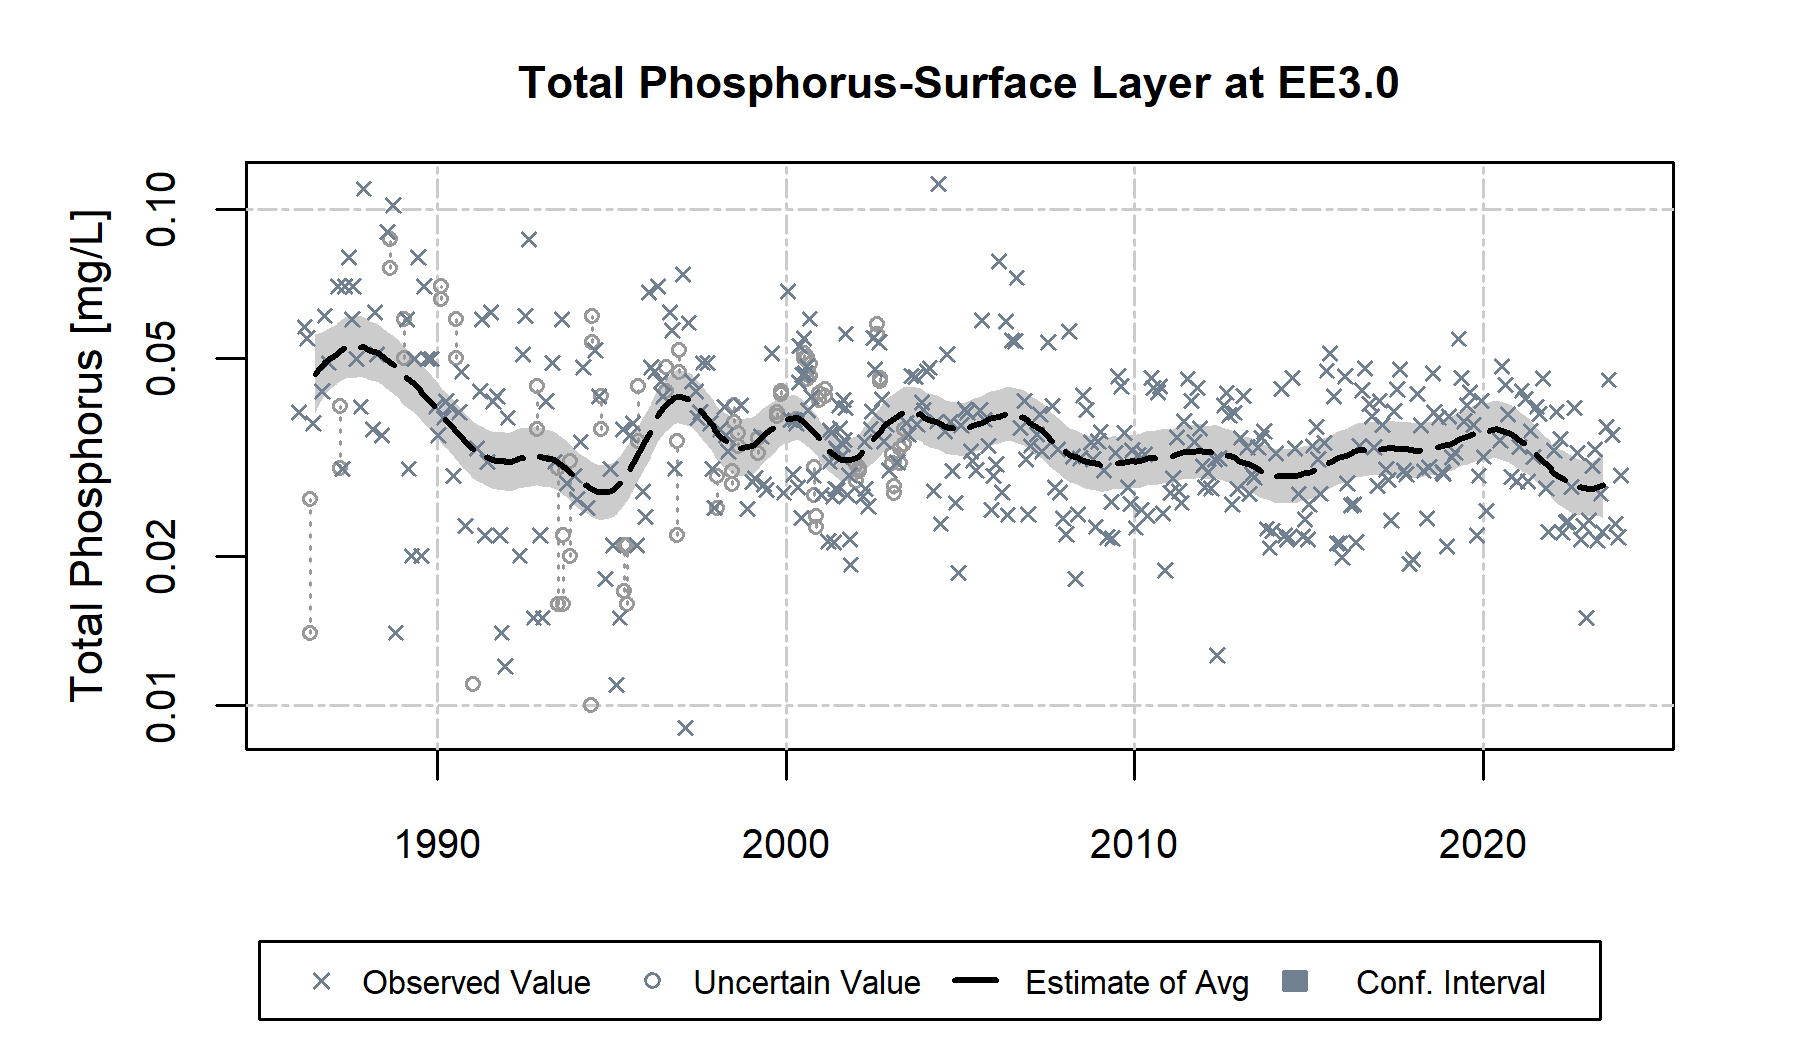 Total Phosphorus-Surface Layer at EE3.0
Total Phosphorus [mg/L]
0.10
0.05
0.02
0.01
1990 2000 2010 2020
Observed Value Uncertain Value Estimate of Avg Conf. Interval